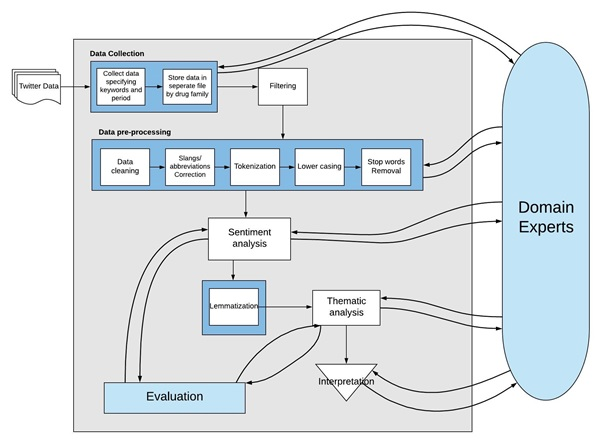 Data Collection
Twitter Data
Collect data
specifying
keywords and
period
Store data in
seperate file
by drug family
Filtering
Data pre-processing
Data
cleaning
Slangs/
abbreviations
Correction
Tokenization
Lower casing
Stop words
Removal
Domain
Experts
Sentiment
analysis
Lemmatization
Thematic
analysis
Interpretation
Evaluation